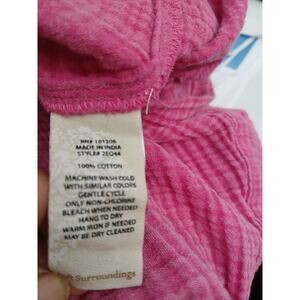 RN# 101206
MADE IN INDIA
STYLE# 2EQ44
100% COTTON
MACHINE WASH COLD
WITH SIMILAR COLORS
GENTLE CYCLE
ONLY NON-CHLORINE
BLEACH WHEN NEEDED
HANG TO DRY
WARM IRON IF NEEDED
MAY BE DRY CLEANED
Surroundings